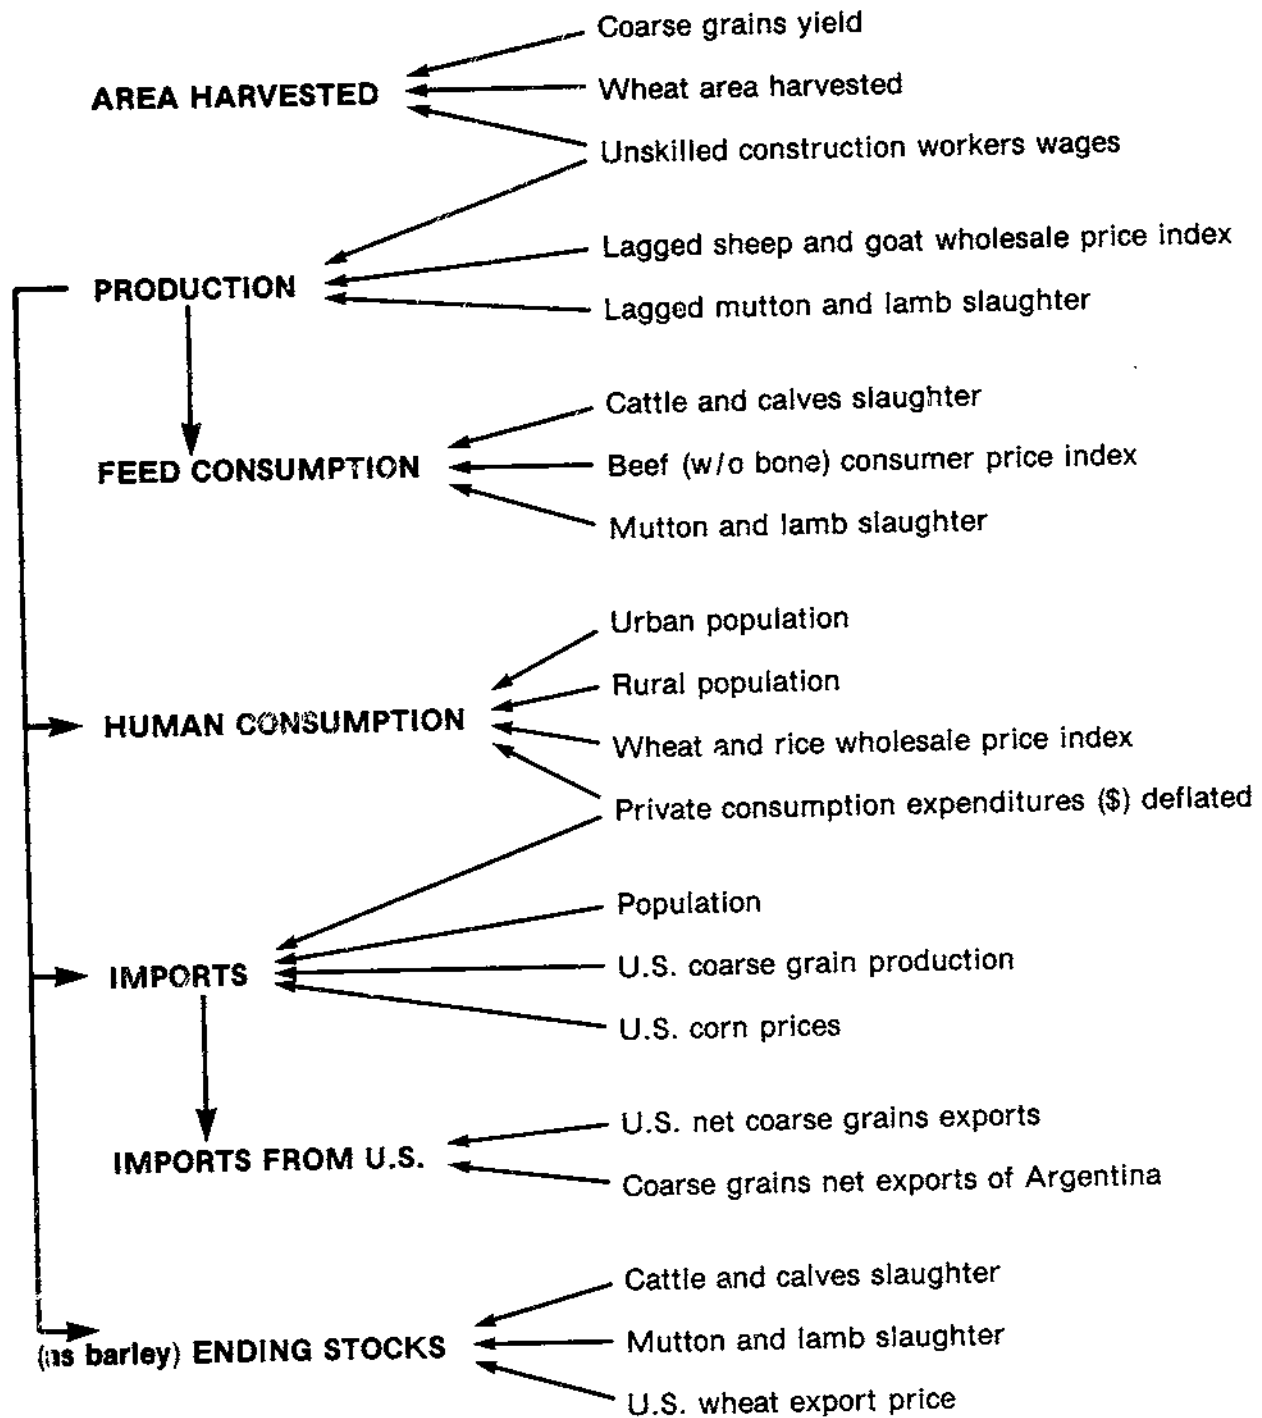 Coarse grains yield
AREA HARVESTED
Wheat area harvested
Unskilled construction workers wages
Lagged sheep and goat wholesale price index
PRODUCTION
Lagged mutton and lamb slaughter
Cattle and calves slaughter
FEED CONSUMPTION
Beef (w/o bone) consumer price index
Mutton and lamb slaughter
Urban population
Rural population
HUMAN CONSUMPTION
Wheat and rice wholesale price index
Private consumption expenditures ($) deflated
Population
IMPORTS
U.S. coarse grain production
U.S. corn prices
U.S. net coarse grains exports
IMPORTS FROM U.S.
Coarse grains net exports of Argentina
Cattle and calves slaughter
(as barley) ENDING STOCKS
Mutton and lamb slaughter
U.S. wheat export price